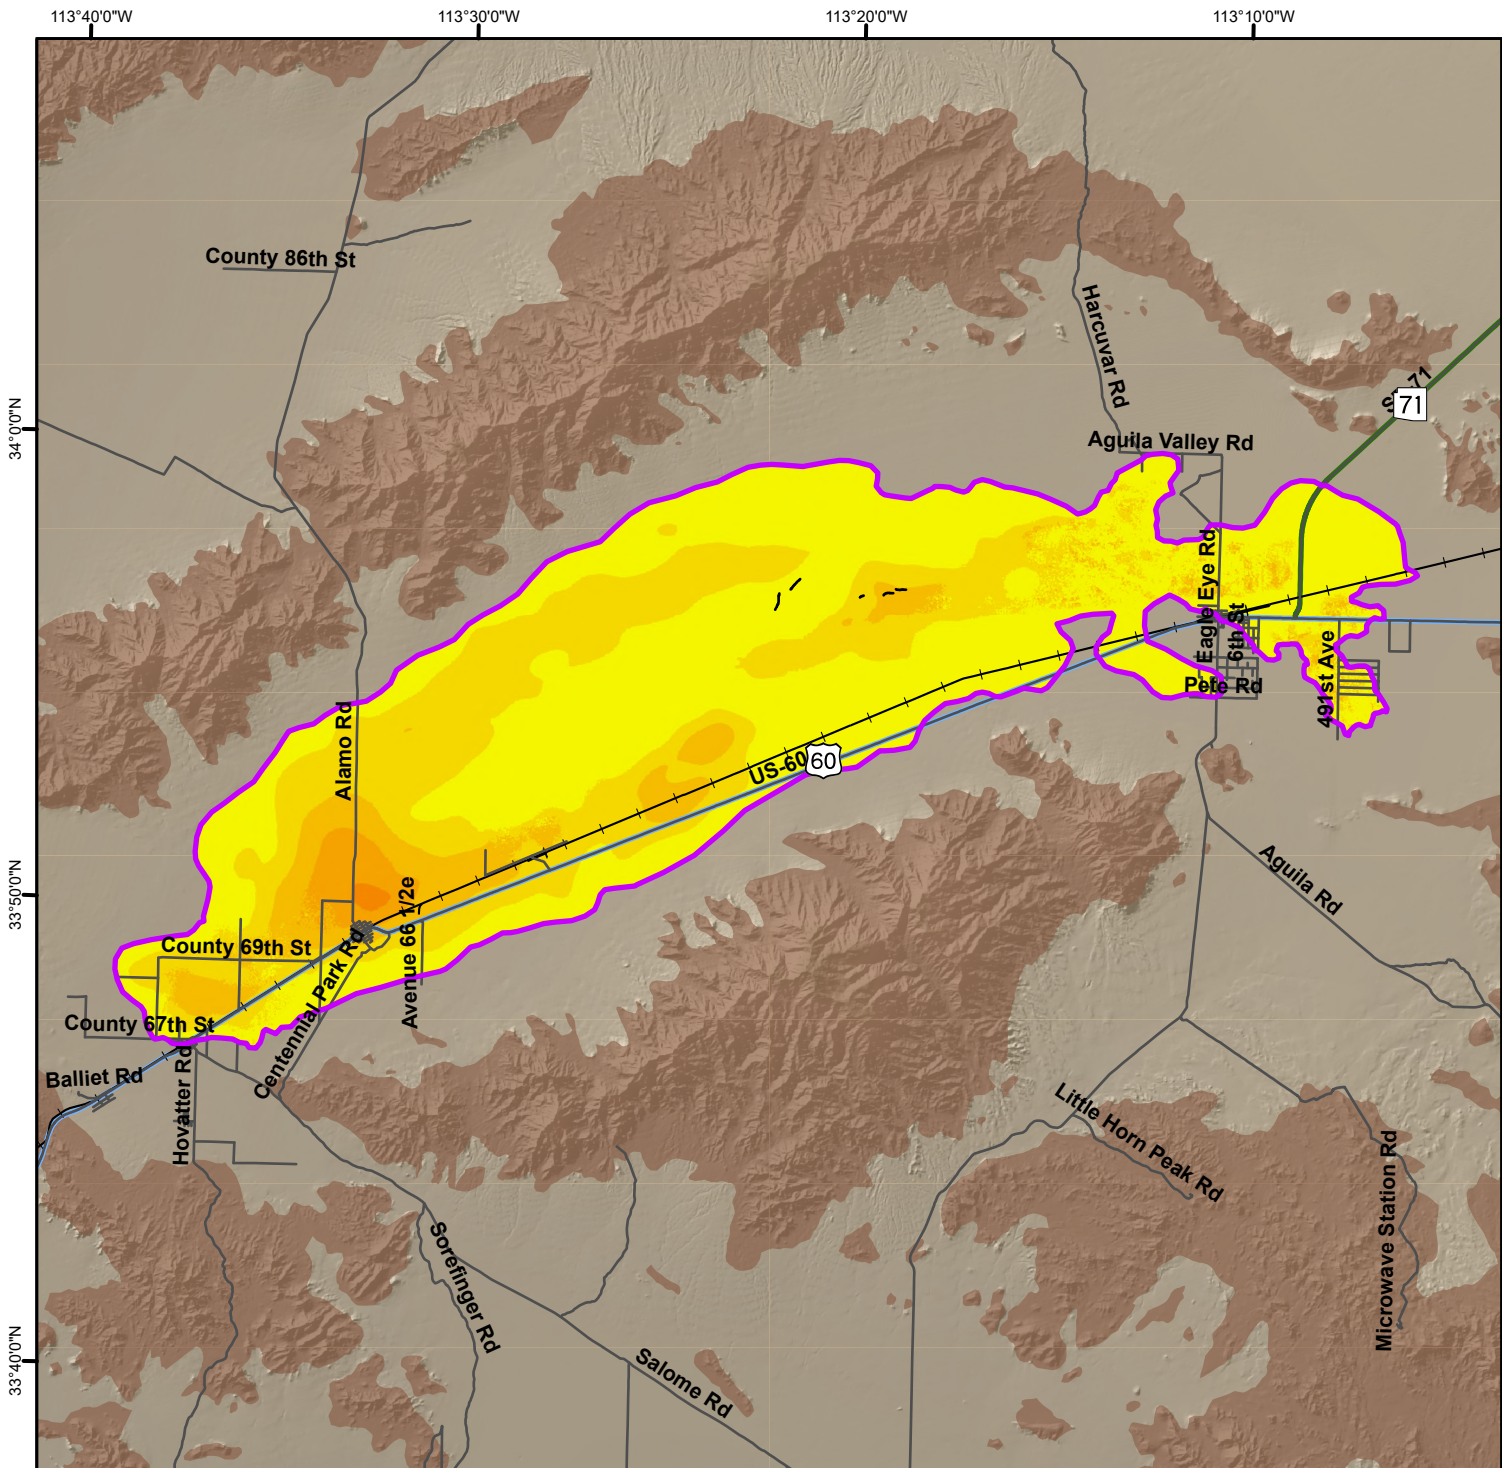 113°40'0"W
113°30'0"W
113°20'0"W
113°10'0"W
County 86th St
Harcuvar Rd
71
34°0'0"N
Aguila Valley Rd
Eagle Eye Rd
6th St
Pete Rd
491st Ave
Alamo Rd
US-60
60
33°50'0"N
Aguila Rd
Avenue 66 1/2e
County 69th St
Centennial Park Rd
County 67th St
Balliet Rd
Hovatter Rd
Little Horn Peak Rd
Microwave Station Rd
Sorefinger Rd
33°40'0"N
Salome Rd